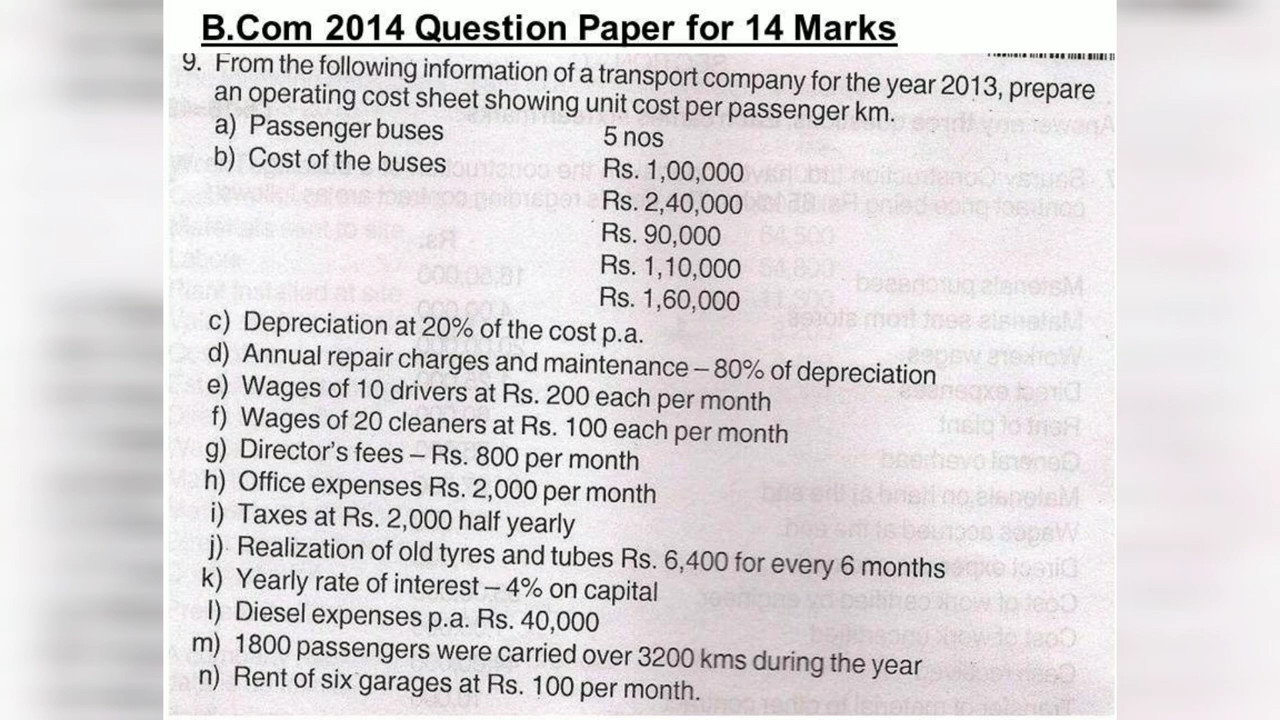 B.Com 2014 Question Paper for 14 Marks
9. From the following information of a transport company for the year 2013, prepare
an operating cost sheet showing unit cost per passenger km.
a) Passenger buses 5 nos
b) Cost of the buses Rs. 1,00,000
Rs. 2,40,000
Rs. 90,000
Rs. 1,10,000
Rs. 1,60,000
c) Depreciation at 20% of the cost p.a.
d) Annual repair charges and maintenance – 80% of depreciation
e) Wages of 10 drivers at Rs. 200 each per month
f) Wages of 20 cleaners at Rs. 100 each per month
g) Director's fees – Rs. 800 per month
h) Office expenses Rs. 2,000 per month
i) Taxes at Rs. 2,000 half yearly
j) Realization of old tyres and tubes Rs. 6,400 for every 6 months
k) Yearly rate of interest – 4% on capital
l) Diesel expenses p.a. Rs. 40,000
m) 1800 passengers were carried over 3200 kms during the year
n) Rent of six garages at Rs. 100 per month.